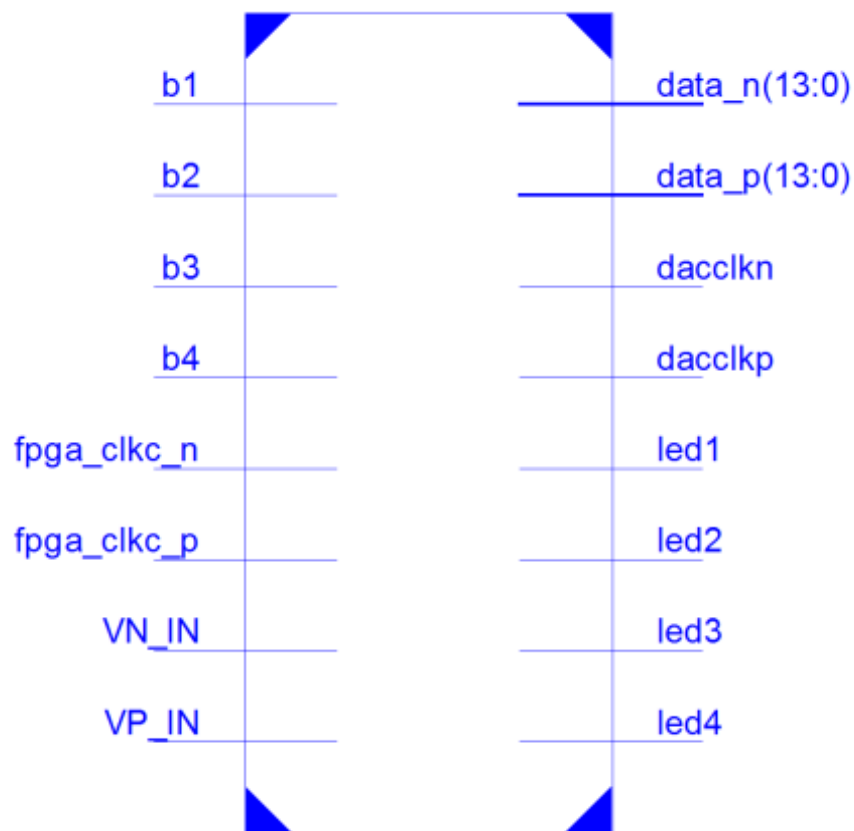 b1
data_n(13:0)
b2
data_p(13:0)
b3
dacclkn
b4
dacclkp
fpga_clkc_n
led1
fpga_clkc_p
led2
VN_IN
led3
VP_IN
led4